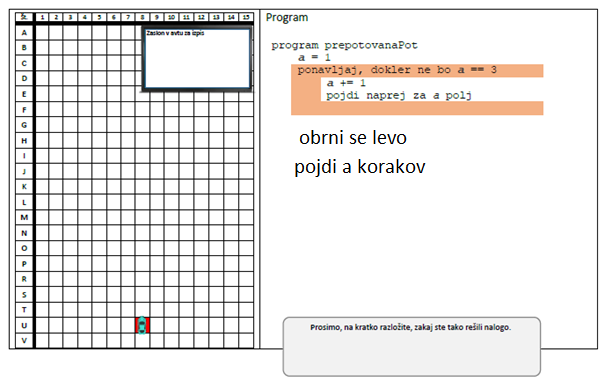 Št. 1 2 3 4 5 6 7 8 9 10 11 12 13 14 15
A
B
C
D
E
F
G
H
I
J
K
L
M
N
O
P
R
S
T
U
V
Zaslon v avtu za izpis
Program
program prepotovanaPot
a = 1
ponavljaj, dokler ne bo a == 3
a += 1
pojdi naprej za a polj
obrni se levo
pojdi a korakov
Prosimo, na kratko razložite, zakaj ste tako rešili nalogo.